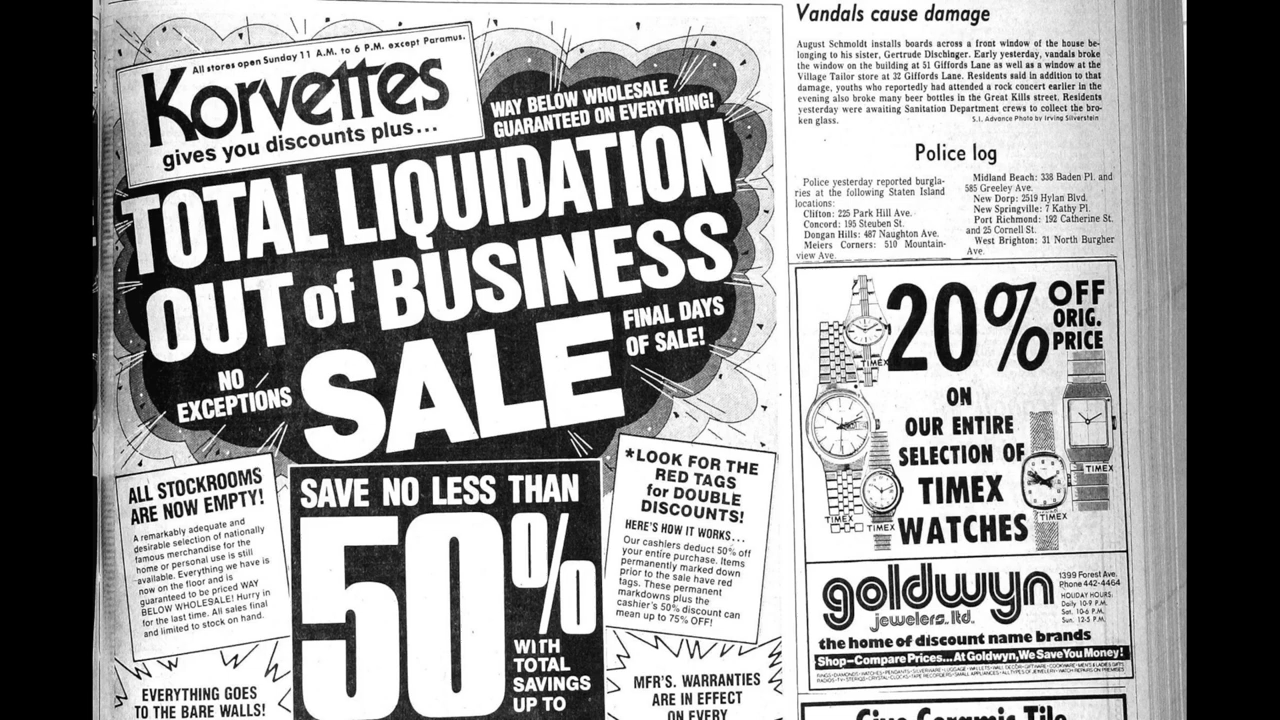 All stores open Sunday 11 A.M. to 6 P.M. except Paramus.
Korvettes
gives you discounts plus...
WAY BELOW WHOLESALE
GUARANTEED ON EVERYTHING!
TOTAL LIQUIDATION
OUT of BUSINESS
SALE
FINAL DAYS
OF SALE!
NO
EXCEPTIONS
ALL STOCKROOMS
ARE NOW EMPTY!
A remarkably adequate and
desirable selection of nationally
famous merchandise for the
home or personal use is still
available. Everything we have is
now on the floor and is
guaranteed to be priced WAY
BELOW WHOLESALE! Hurry in
for the last time. All sales final
and limited to stock on hand.
EVERYTHING GOES
TO THE BARE WALLS!
SAVE NO LESS THAN
50%
WITH
TOTAL
SAVINGS
UP TO
*LOOK FOR THE
RED TAGS
for DOUBLE
DISCOUNTS!
HERE'S HOW IT WORKS...
Our cashiers deduct 50% off
your entire purchase. Items
permanently marked down
prior to the sale have red
tags. These permanent
markdowns plus the
cashier's 50% discount can
mean up to 75% OFF!
MFR'S. WARRANTIES
ARE IN EFFECT
ON EVERY
Vandals cause damage
August Schmoldt installs boards across a front window of the house be-
longing to his sister, Gertrude Dischinger. Early yesterday, vandals broke
the window on the building at 51 Giffords Lane as well as a window at the
Village Tailor store at 32 Giffords Lane. Residents said in addition to that
damage, youths who reportedly had attended a rock concert earlier in the
evening also broke many beer bottles in the Great Kills street. Residents
yesterday were awaiting Sanitation Department crews to collect the bro-
ken glass.
S.I. Advance Photo by Irving Silverstein
Police log
Police yesterday reported burgla-
ries at the following Staten Island
locations:
Clifton: 225 Park Hill Ave.
Concord: 195 Steuben St.
Dongan Hills: 487 Naughton Ave.
Meiers Corners: 510 Mountain-
view Ave.
Midland Beach: 338 Baden Pl. and
585 Greeley Ave.
New Dorp: 2519 Hylan Blvd.
New Springville: 7 Kathy Pl.
Port Richmond: 192 Catherine St.
and 25 Cornell St.
West Brighton: 31 North Burgher
Ave.
20% OFF
ORIG.
PRICE
ON
OUR ENTIRE
SELECTION OF
TIMEX
WATCHES
TIMEX
TIMEX
TIMEX
TIMEX
TIMEX
goldwyn
jewelers, ltd.
1399 Forest Ave.
Phone 442-4464
HOLIDAY HOURS:
Daily 10-9 P.M.
Sat. 10-6 P.M.
Sun. 12-5 P.M.
the home of discount name brands
Shop-Compare Prices...At Goldwyn, We Save You Money!